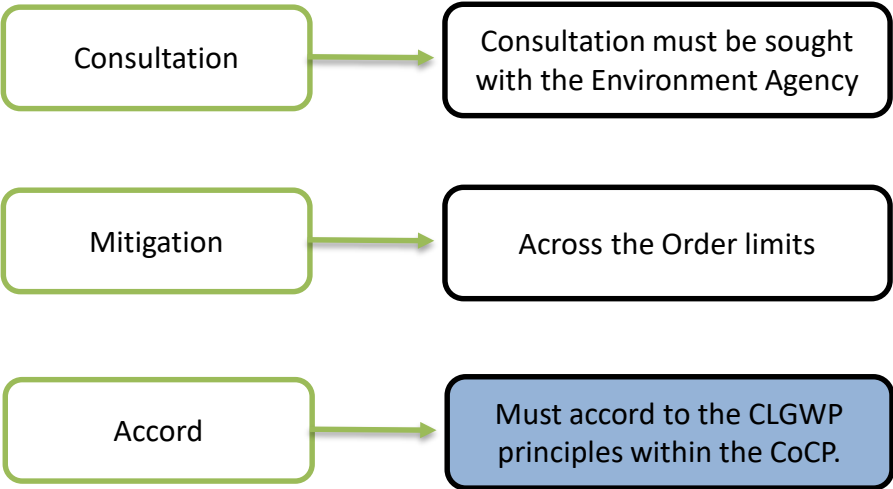 Consultation
Consultation must be sought
with the Environment Agency
Mitigation
Across the Order limits
Accord
Must accord to the CLGWP
principles within the CoCP.